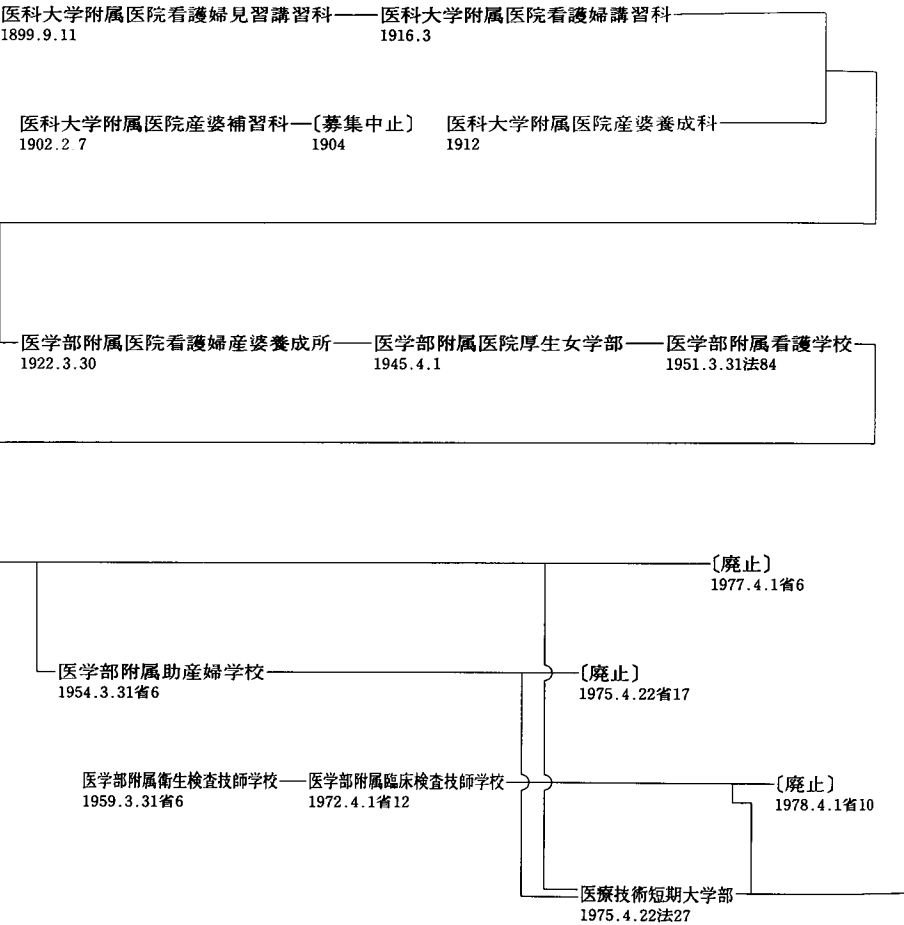 医科大学附属医院看護婦見習講習科 医科大学附属医院看護婦講習科
1899.9.11 1916.3
医科大学附属医院産婆補習科 〔募集中止〕 医科大学附属医院産婆養成科
1902.2.7 1904 1912
医学部附属医院看護婦産婆養成所 医学部附属医院厚生女学部 医学部附属看護学校
1922.3.30 1945.4.1 1951.3.31法84
〔廃止〕
1977.4.1省6
医学部附属助産婦学校 〔廃止〕
1954.3.31省6 1975.4.22省17
医学部附属衛生検査技師学校 医学部附属臨床検査技師学校 〔廃止〕
1959.3.31省6 1972.4.1省12 1978.4.1省10
医療技術短期大学部
1975.4.22法27